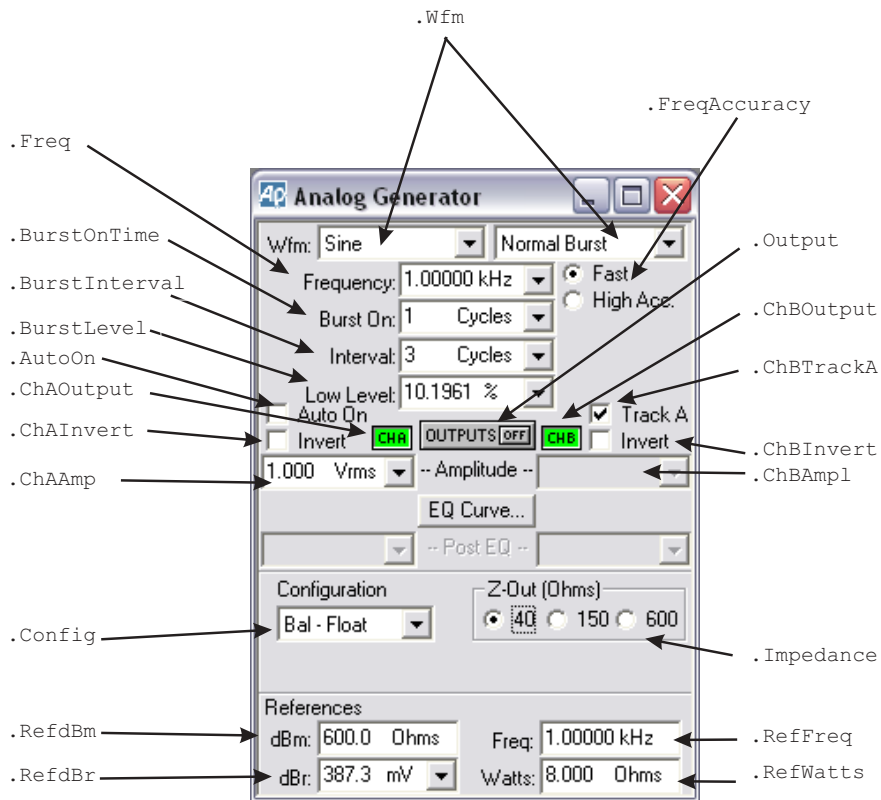 .Wfm
.FreqAccuracy
.Freq
Ap Analog Generator
.BurstOnTime
Wfm: Sine Normal Burst
.Output
.BurstInterval
Frequency: 1.00000 kHz Fast
Burst On: 1 Cycles High Acc.
.ChBOutput
.BurstLevel
Interval: 3 Cycles
.AutoOn
.ChBTrackA
.ChAOutput
Low Level: 10.1961 %
Auto On Track A
.ChAInvert
Invert CHA OUTPUTS OFF CHB Invert
.ChBInvert
.ChAAmp
1.000 Vrms -- Amplitude --
.ChBAmpl
EQ Curve...
-- Post EQ --
Configuration Z-Out (Ohms)
Bal - Float 40 150 600
.Config
.Impedance
References
.RefdBm
dBm: 600.0 Ohms Freq: 1.00000 kHz
.RefFreq
.RefdBr
dBr: 387.3 mV Watts: 8.000 Ohms
.RefWatts